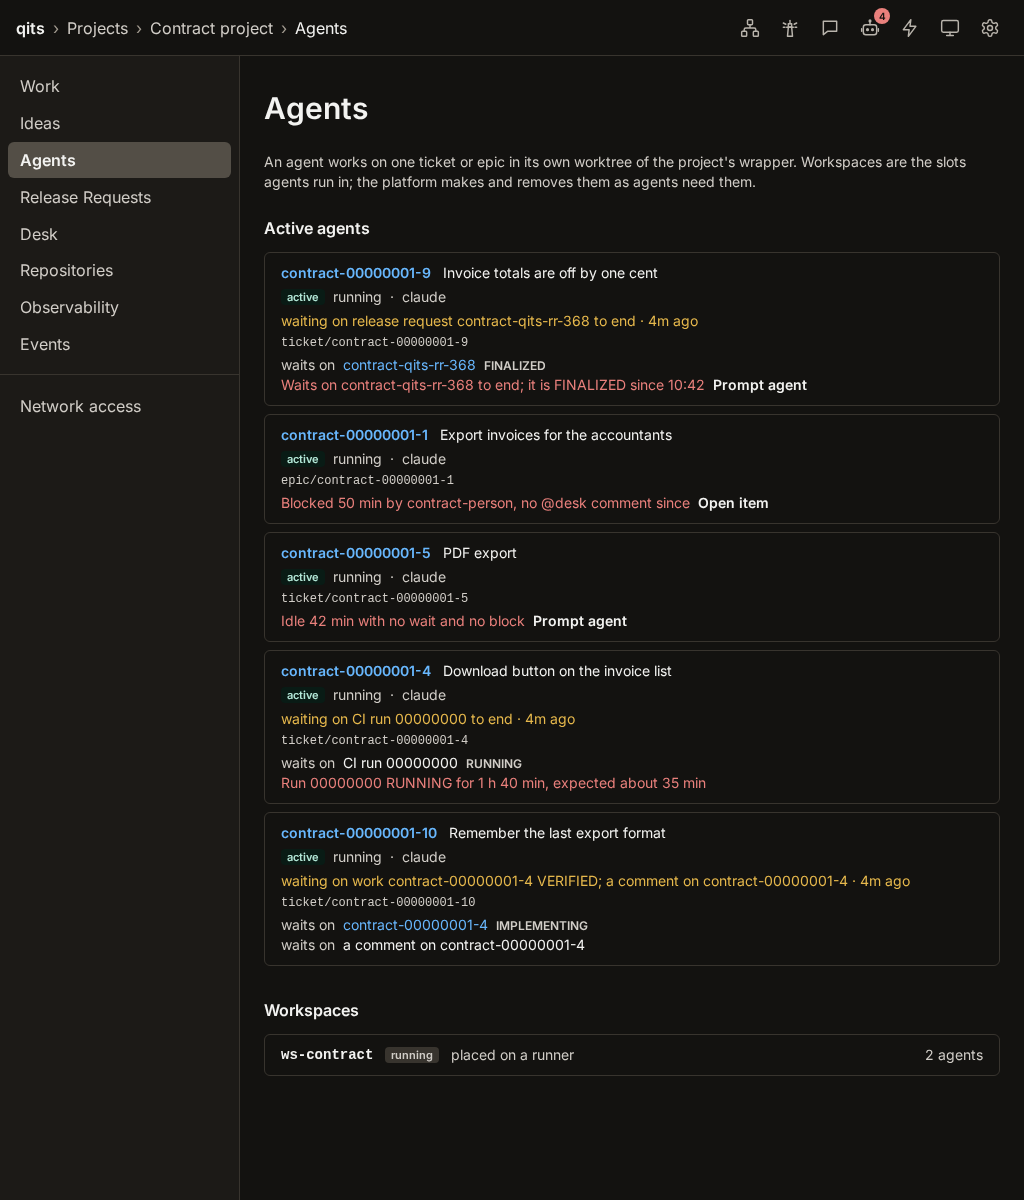 qits › Projects › Contract project › Agents
4
Work
Ideas
Agents
Release Requests
Desk
Repositories
Observability
Events
Network access
Agents
An agent works on one ticket or epic in its own worktree of the project's wrapper. Workspaces are the slots
agents run in; the platform makes and removes them as agents need them.
Active agents
contract-00000001-9 Invoice totals are off by one cent
active running · claude
waiting on release request contract-qits-rr-368 to end · 4m ago
ticket/contract-00000001-9
waits on contract-qits-rr-368 FINALIZED
Waits on contract-qits-rr-368 to end; it is FINALIZED since 10:42 Prompt agent
contract-00000001-1 Export invoices for the accountants
active running · claude
epic/contract-00000001-1
Blocked 50 min by contract-person, no @desk comment since Open item
contract-00000001-5 PDF export
active running · claude
ticket/contract-00000001-5
Idle 42 min with no wait and no block Prompt agent
contract-00000001-4 Download button on the invoice list
active running · claude
waiting on CI run 00000000 to end · 4m ago
ticket/contract-00000001-4
waits on CI run 00000000 RUNNING
Run 00000000 RUNNING for 1 h 40 min, expected about 35 min
contract-00000001-10 Remember the last export format
active running · claude
waiting on work contract-00000001-4 VERIFIED; a comment on contract-00000001-4 · 4m ago
ticket/contract-00000001-10
waits on contract-00000001-4 IMPLEMENTING
waits on a comment on contract-00000001-4
Workspaces
ws-contract running placed on a runner 2 agents